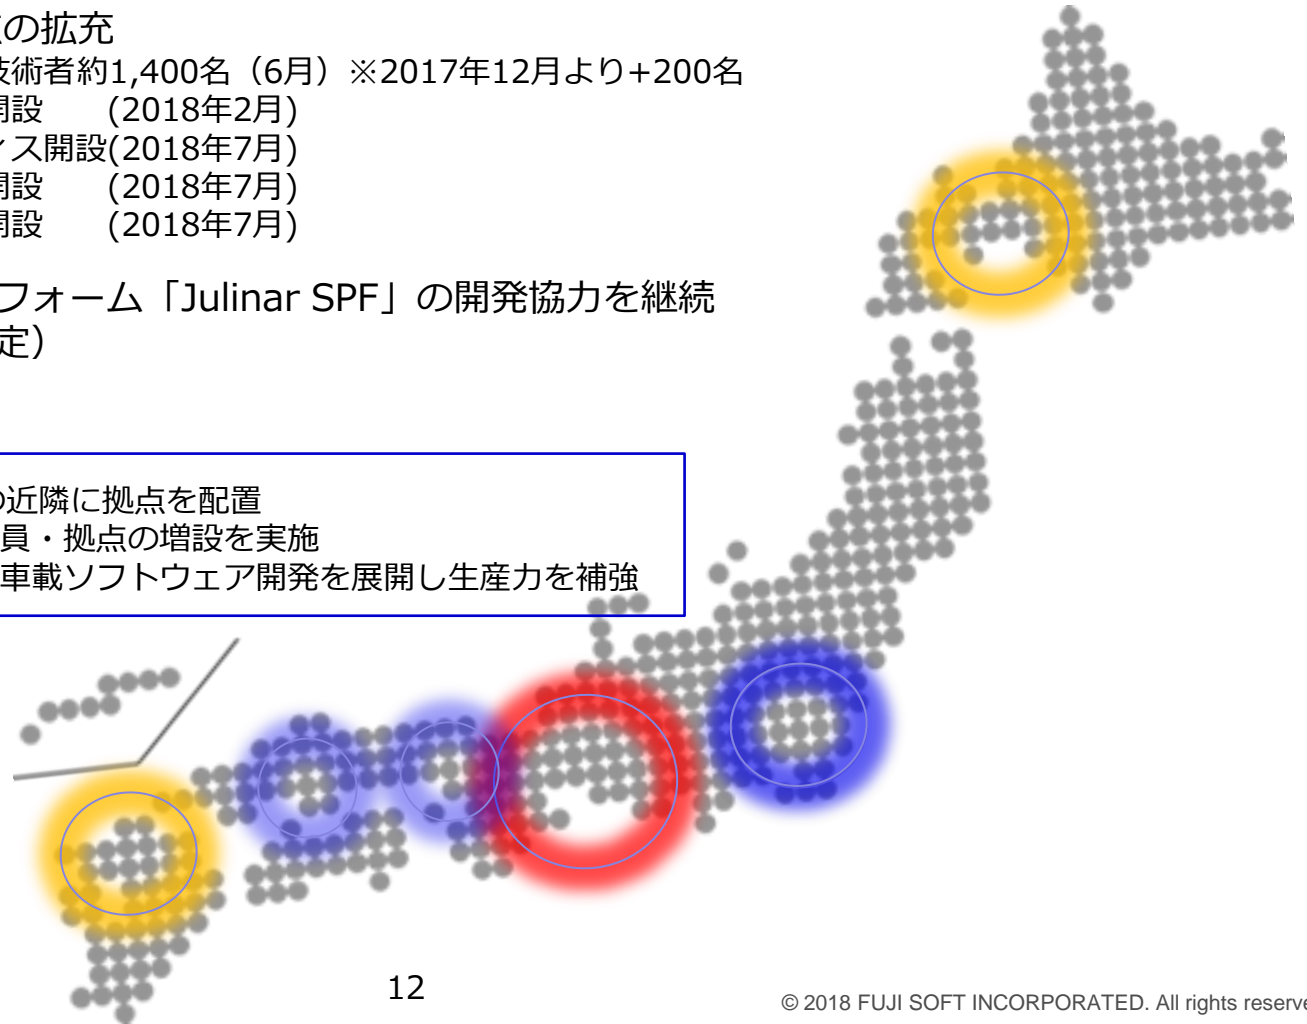 の拡充
技術者約1,400名（6月）※2017年12月より+200名
開設 (2018年2月)
ィス開設(2018年7月)
開設 (2018年7月)
開設 (2018年7月)
フォーム「Julinar SPF」の開発協力を継続
定）
の近隣に拠点を配置
員・拠点の増設を実施
車載ソフトウェア開発を展開し生産力を補強
12
© 2018 FUJI SOFT INCORPORATED. All rights reserve